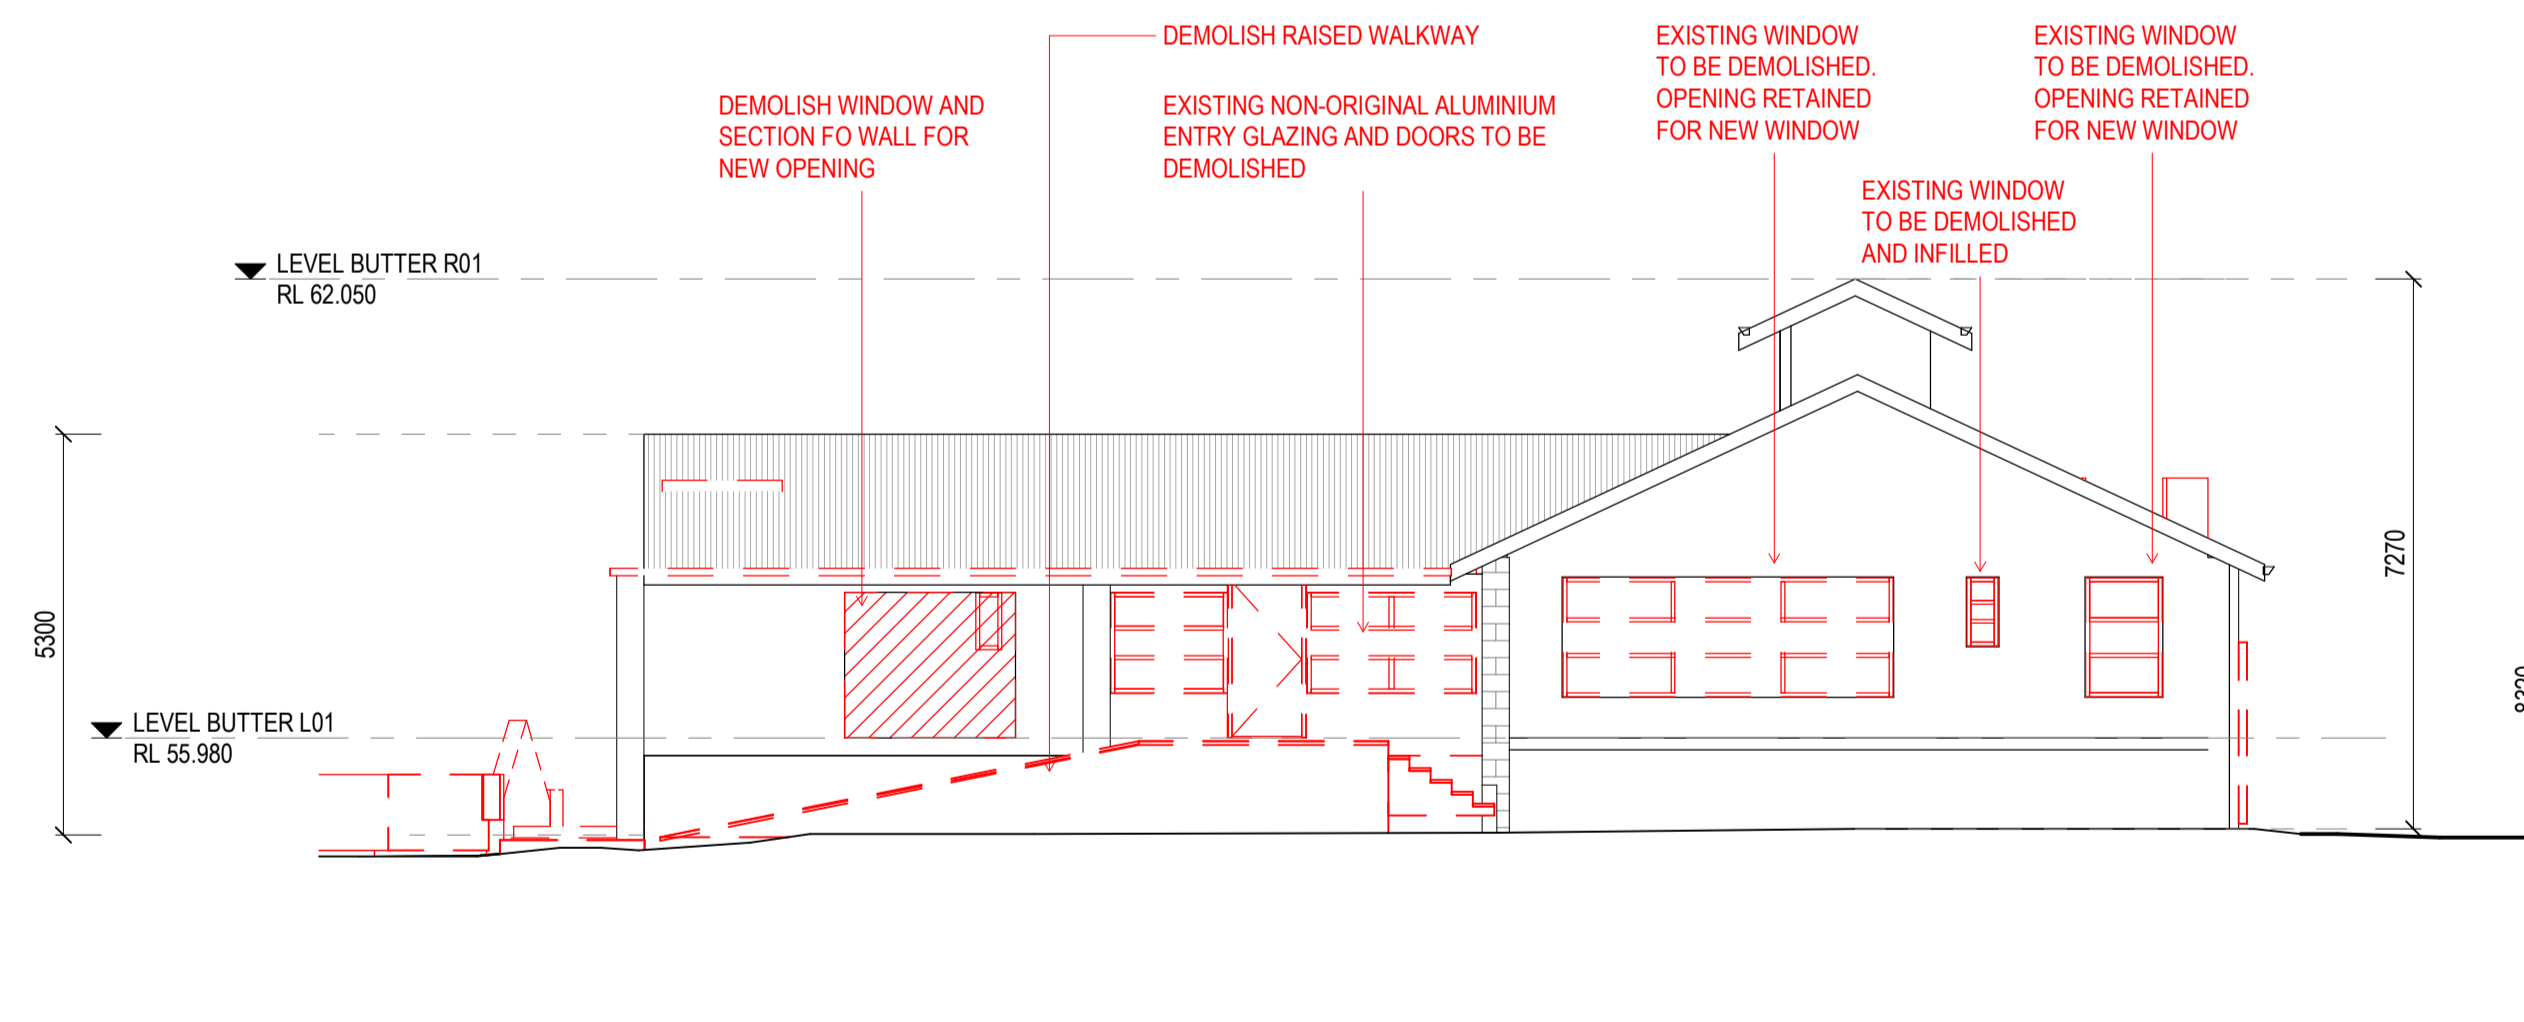 DEMOLISH RAISED WALKWAY
EXISTING WINDOW
TO BE DEMOLISHED.
OPENING RETAINED
FOR NEW WINDOW
EXISTING WINDOW
TO BE DEMOLISHED.
OPENING RETAINED
FOR NEW WINDOW
DEMOLISH WINDOW AND
SECTION FO WALL FOR
NEW OPENING
EXISTING NON-ORIGINAL ALUMINIUM
ENTRY GLAZING AND DOORS TO BE
DEMOLISHED
EXISTING WINDOW
TO BE DEMOLISHED
AND INFILLED
LEVEL BUTTER R01
RL 62.050
7270
5300
LEVEL BUTTER L01
RL 55.980